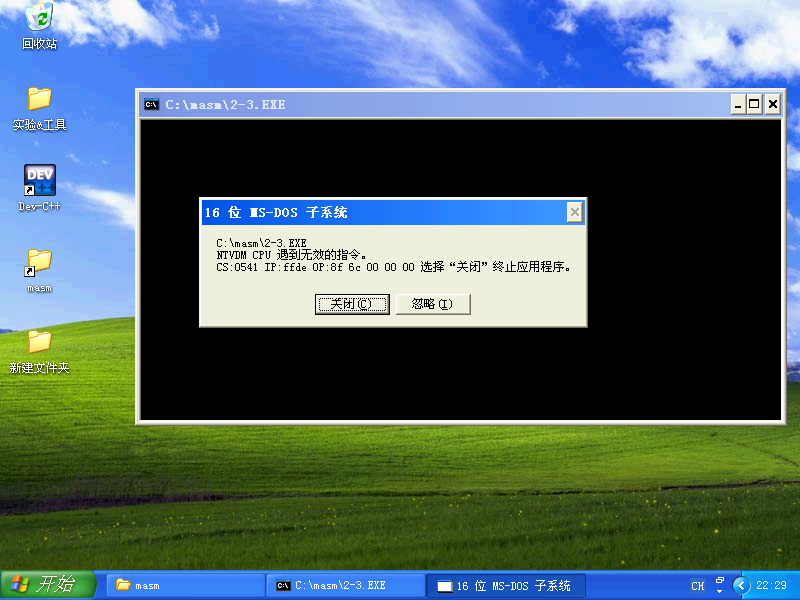 回收站
实验&工具
DEV
Dev-C++
masm
新建文件夹
C:\
C:\masm\2-3.EXE
16 位 MS-DOS 子系统
C:\masm\2-3.EXE
NTVDM CPU 遇到无效的指令。
CS:0541 IP:ffde OP:8f 6c 00 00 00 选择“关闭”终止应用程序。
关闭(C)
忽略(I)
开始
masm
C:\
C:\masm\2-3.EXE
16 位 MS-DOS 子系统
CH
22:29